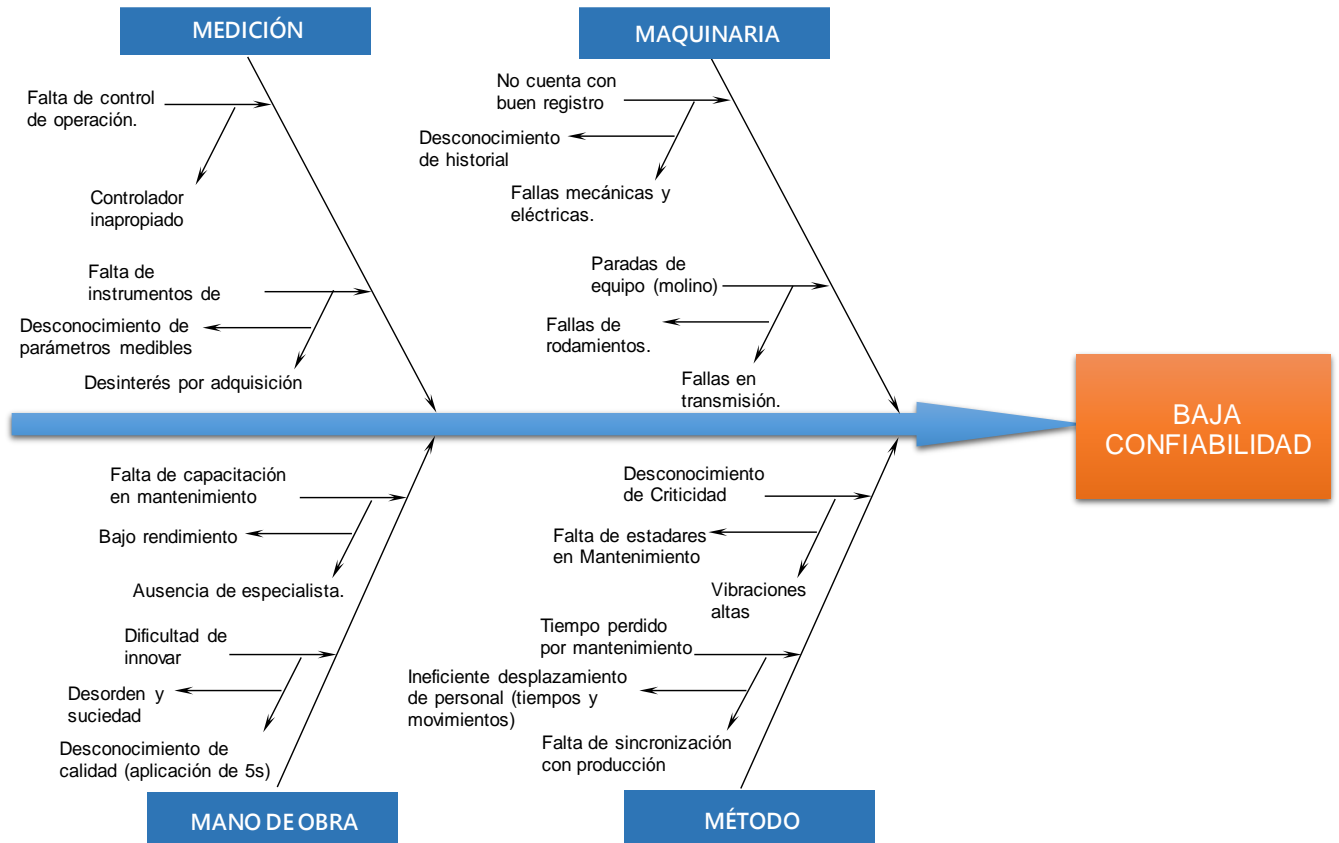 MEDICIÓN
Falta de control
de operación.
Controlador
inapropiado
Falta de
instrumentos de
Desconocimiento de
parámetros medibles
Desinterés por adquisición
MAQUINARIA
No cuenta con
buen registro
Desconocimiento
de historial
Fallas mecánicas y
eléctricas.
Paradas de
equipo (molino)
Fallas de
rodamientos.
Fallas en
transmisión.
BAJA
CONFIABILIDAD
Falta de capacitación
en mantenimiento
Bajo rendimiento
Ausencia de especialista.
Dificultad de
innovar
Desorden y
suciedad
Desconocimiento de
calidad (aplicación de 5s)
MANO DE OBRA
Desconocimiento
de Criticidad
Falta de estadares
en Mantenimiento
Vibraciones
altas
Tiempo perdido
por mantenimiento
Ineficiente desplazamiento
de personal (tiempos y
movimientos)
Falta de sincronización
con producción
MÉTODO